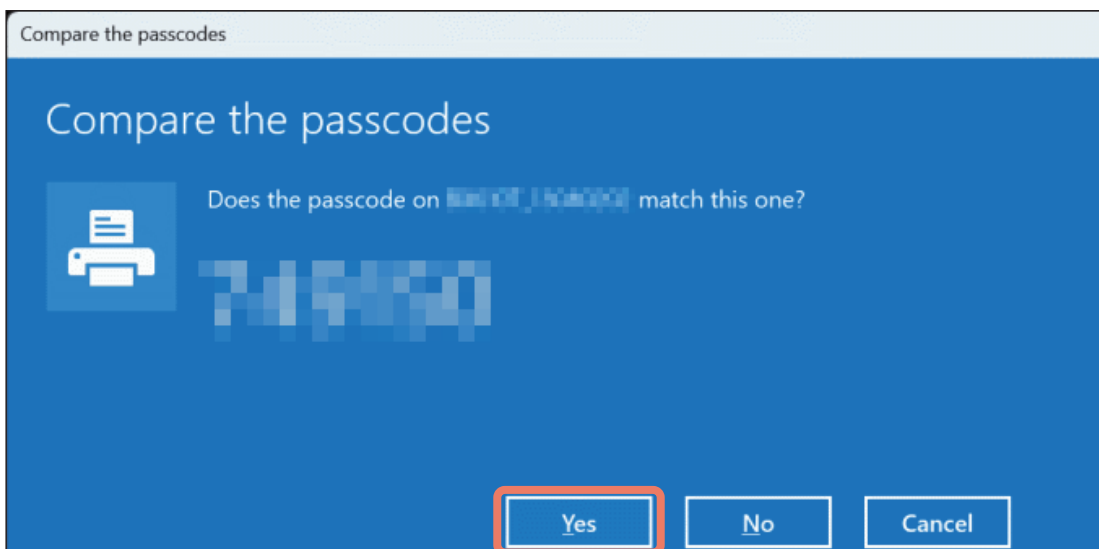 Compare the passcodes
Compare the passcodes
Does the passcode on match this one?
Yes
No
Cancel